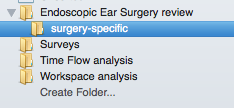 Endoscopic Ear Surgery review
surgery-specific
Surveys
Time Flow analysis
Workspace analysis
Create Folder...